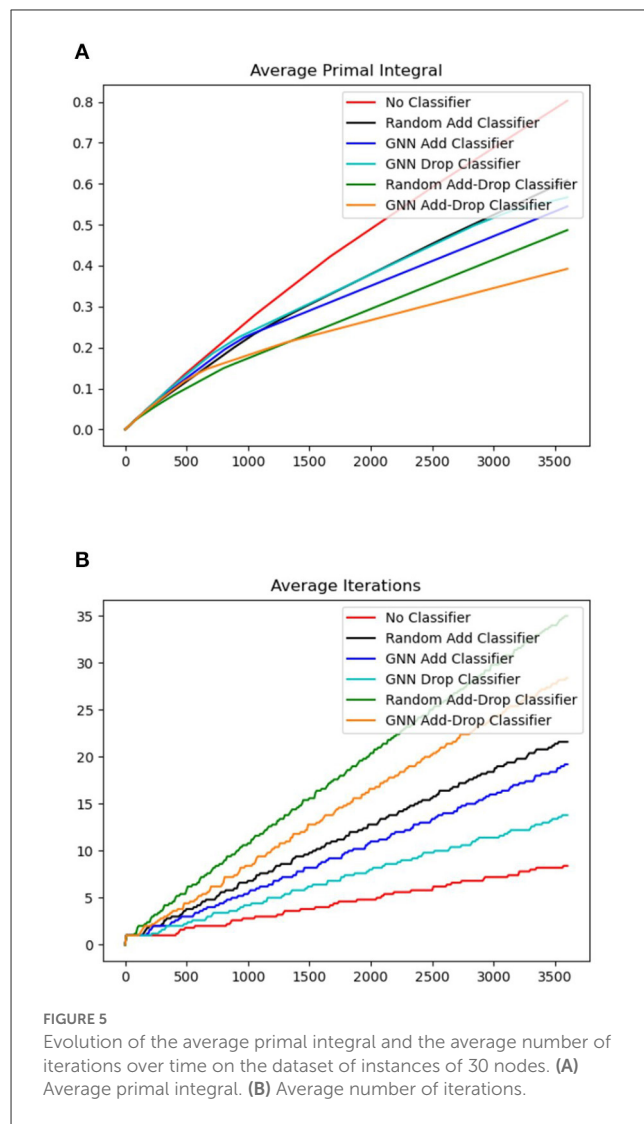 A
Average Primal Integral
No Classifier
Random Add Classifier
GNN Add Classifier
GNN Drop Classifier
Random Add-Drop Classifier
GNN Add-Drop Classifier
0.8
0.7
0.6
0.5
0.4
0.3
0.2
0.1
0.0
0 500 1000 1500 2000 2500 3000 3500
B
Average Iterations
No Classifier
Random Add Classifier
GNN Add Classifier
GNN Drop Classifier
Random Add-Drop Classifier
GNN Add-Drop Classifier
35
30
25
20
15
10
5
0
0 500 1000 1500 2000 2500 3000 3500
FIGURE 5
Evolution of the average primal integral and the average number of
iterations over time on the dataset of instances of 30 nodes. (A)
Average primal integral. (B) Average number of iterations.